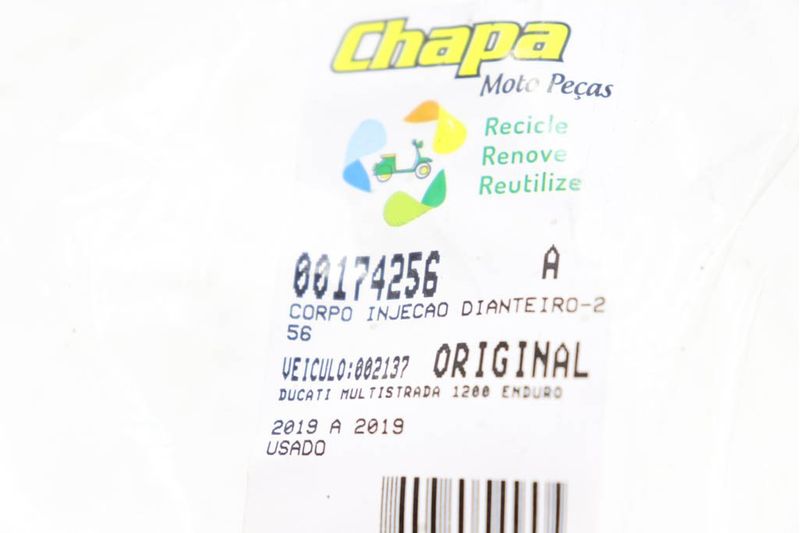 Chapa
Moto Peças
Recicle
Renove
Reutilize
00174256 A
CORPO INJECAO DIANTEIRO-2
56
VEICULO:002137 ORIGINAL
DUCATI MULTISTRADA 1200 ENDURO
2019 A 2019
USADO